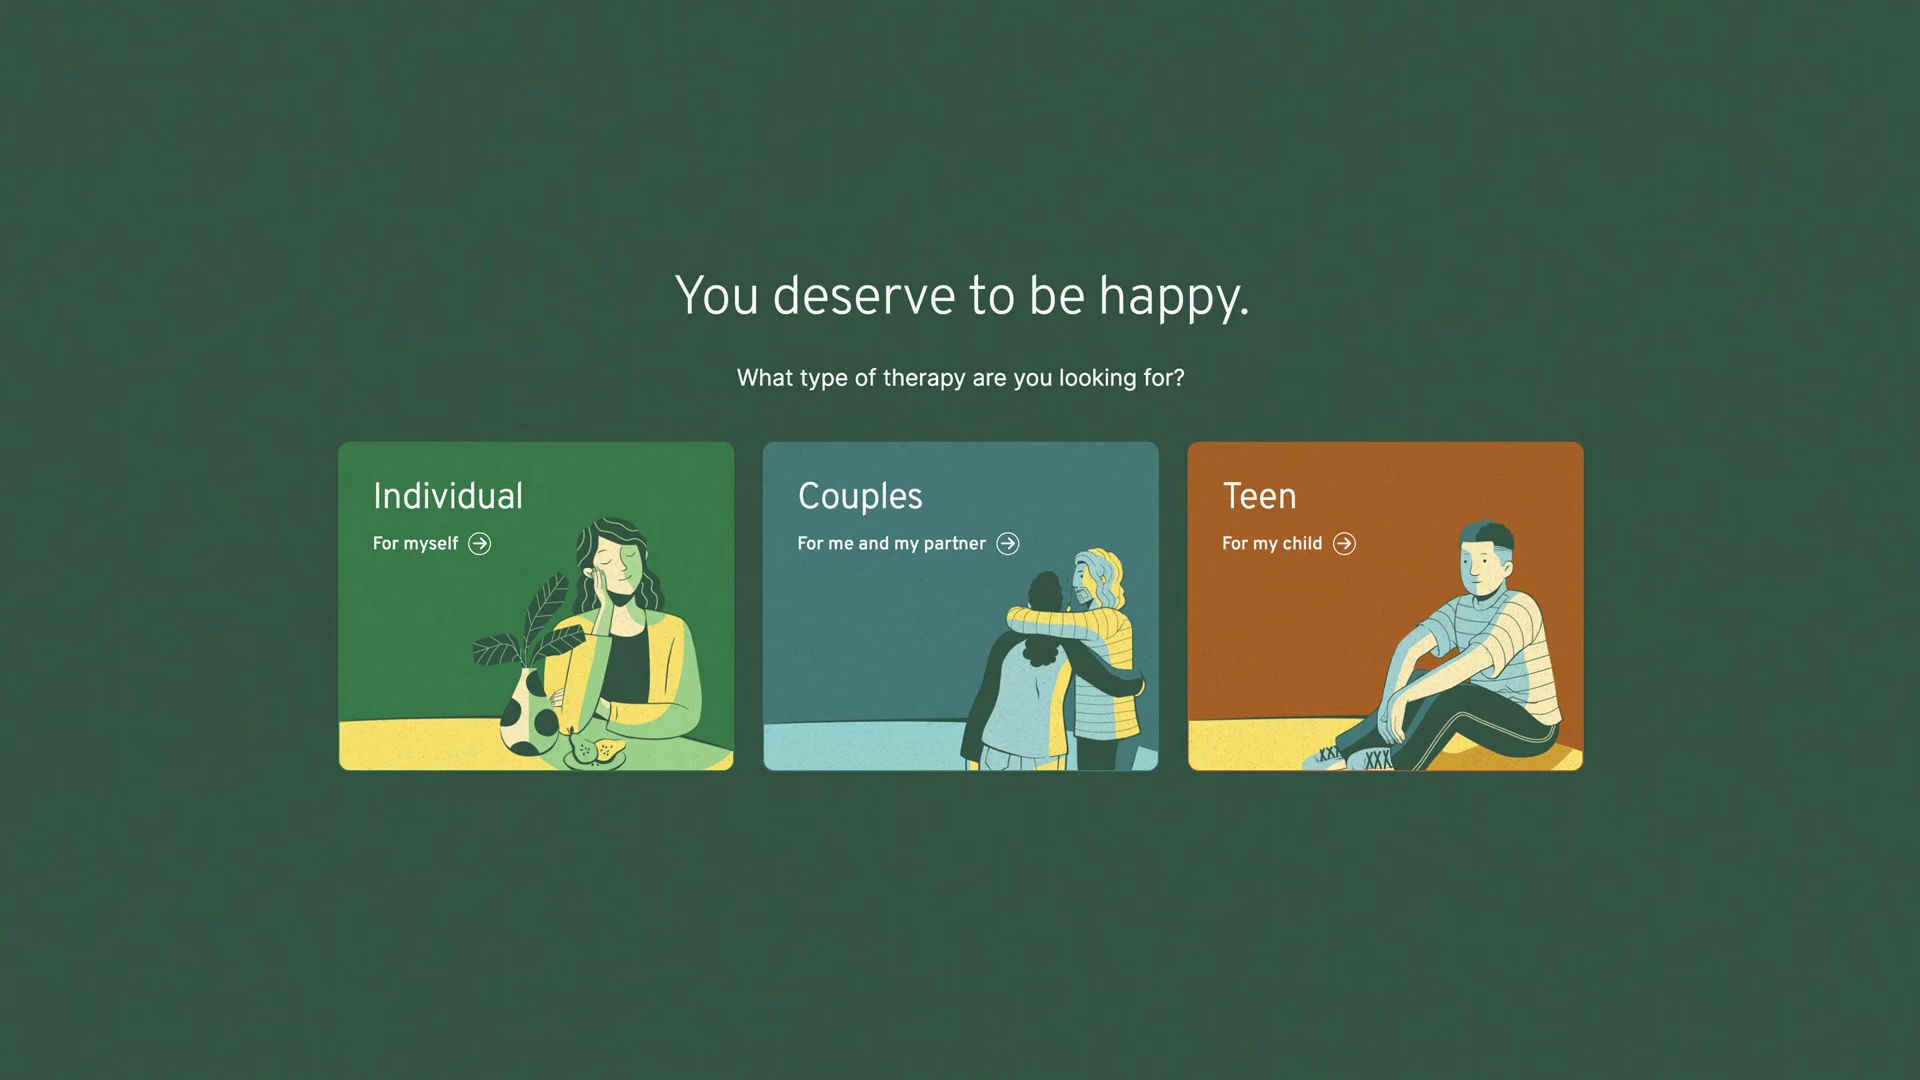 You deserve to be happy.
What type of therapy are you looking for?
Individual
For myself
Couples
For me and my partner
Teen
For my child